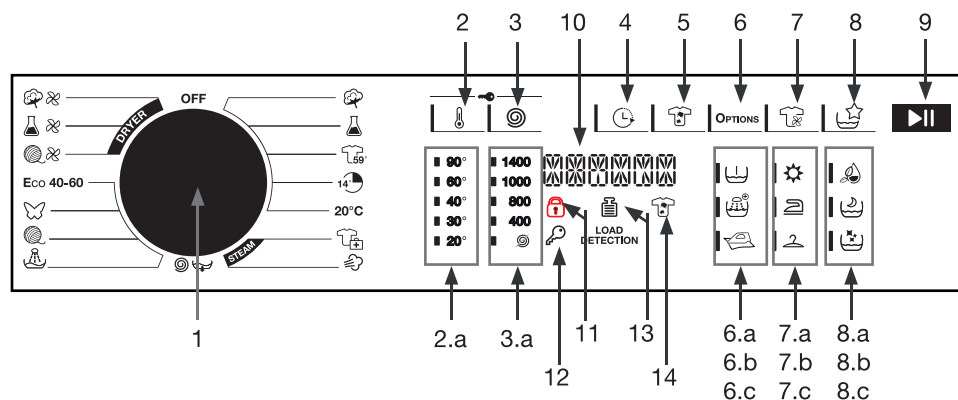 2 3 10 4 5 6 7 8 9
OFF
DRYER
ECO 40-60
59'
14'
20°C
STEAM
OPTIONS
90° 1400
60° 1000
40° 800
30° 400
20°
LOAD
DETECTION
1
2.a 3.a 11 13 6.a 7.a 8.a
12 14 6.b 7.b 8.b
6.c 7.c 8.c